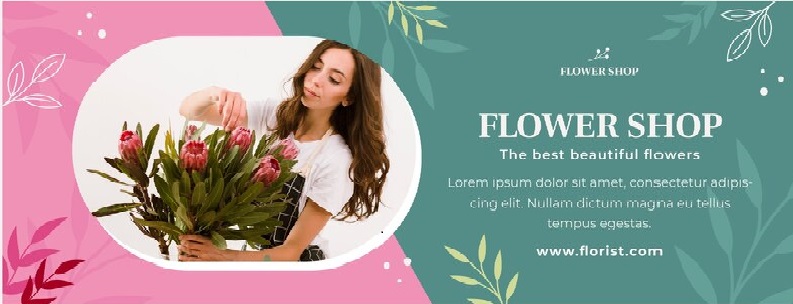 FLOWER SHOP
FLOWER SHOP
The best beautiful flowers
Lorem ipsum dolor sit amet, consectetur adipis-
cing elit. Nullam dictum magna eu tellus
tempus egestas.
www.florist.com